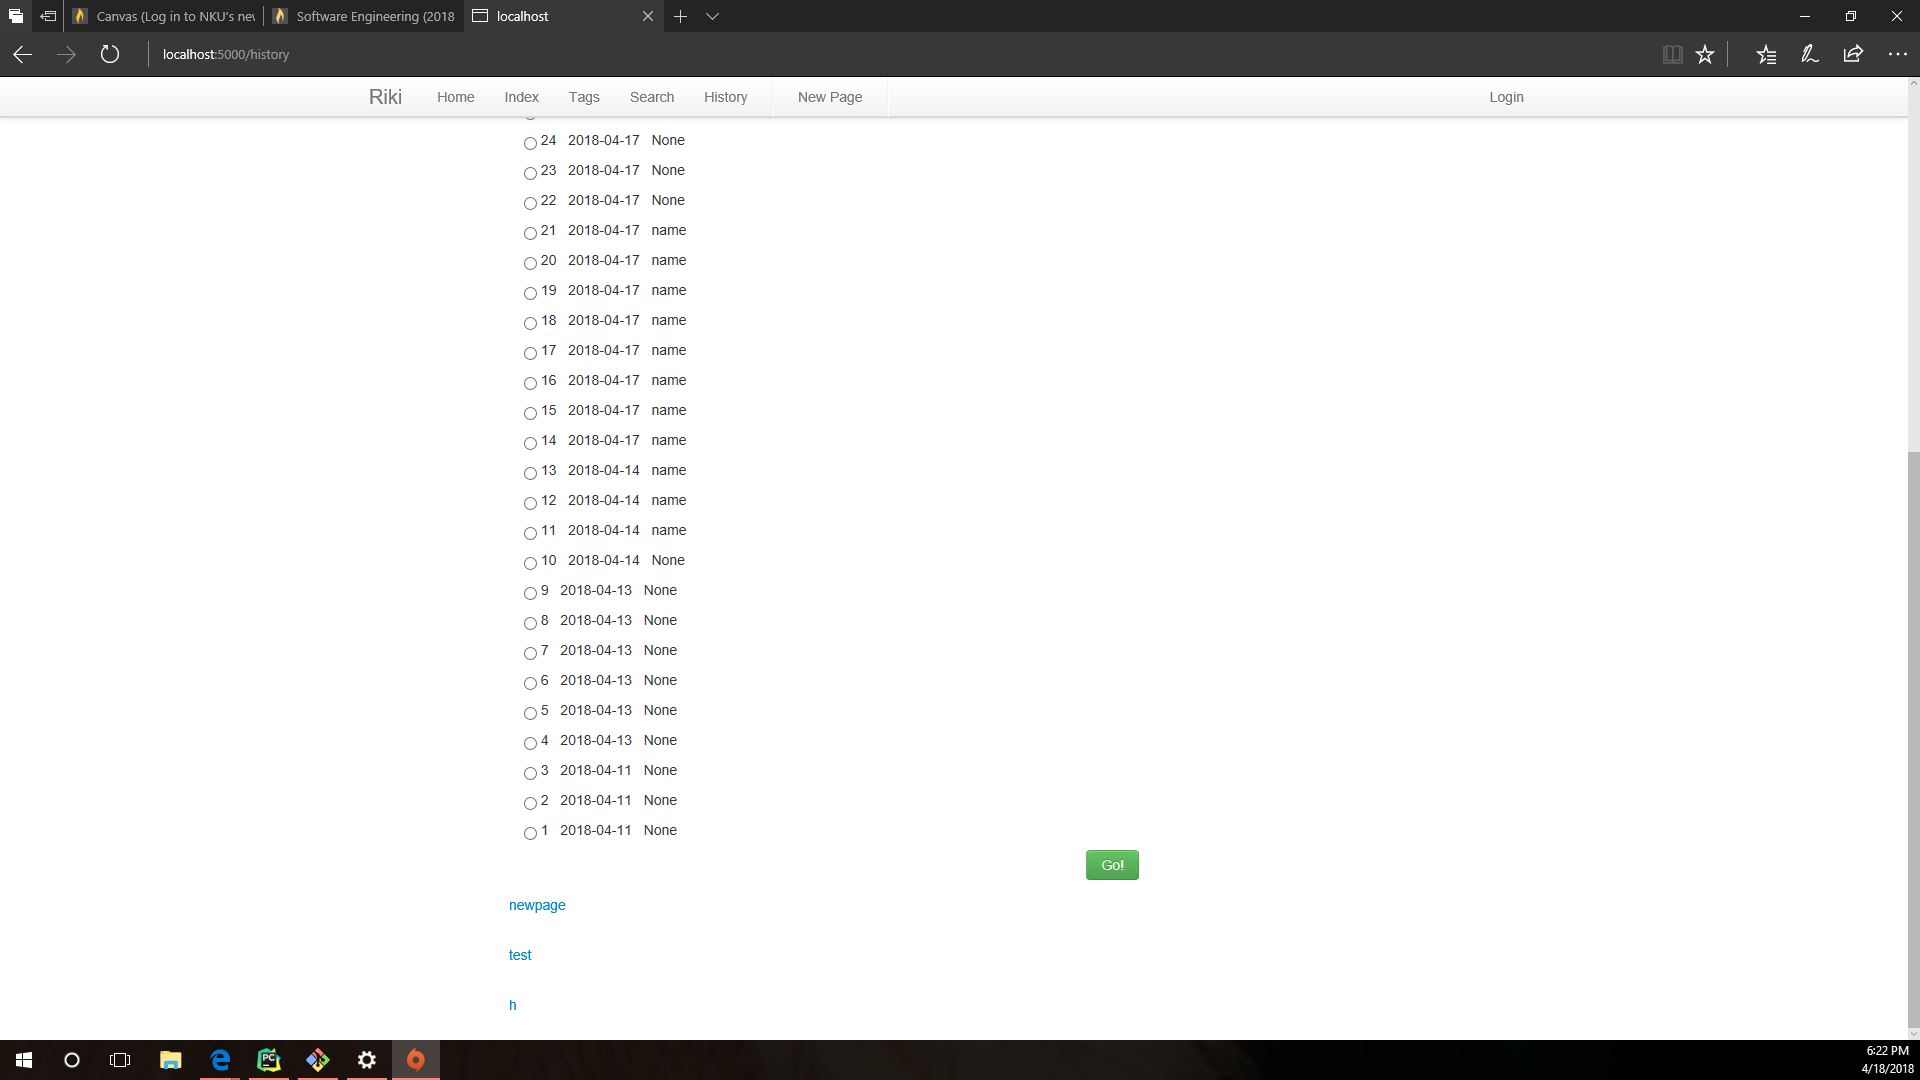 Canvas (Log in to NKU's nev
Software Engineering (2018
localhost
localhost:5000/history
Riki Home Index Tags Search History New Page Login
24 2018-04-17 None
23 2018-04-17 None
22 2018-04-17 None
21 2018-04-17 name
20 2018-04-17 name
19 2018-04-17 name
18 2018-04-17 name
17 2018-04-17 name
16 2018-04-17 name
15 2018-04-17 name
14 2018-04-17 name
13 2018-04-14 name
12 2018-04-14 name
11 2018-04-14 name
10 2018-04-14 None
9 2018-04-13 None
8 2018-04-13 None
7 2018-04-13 None
6 2018-04-13 None
5 2018-04-13 None
4 2018-04-13 None
3 2018-04-11 None
2 2018-04-11 None
1 2018-04-11 None
Go!
newpage
test
h
PC
6:22 PM
4/18/2018